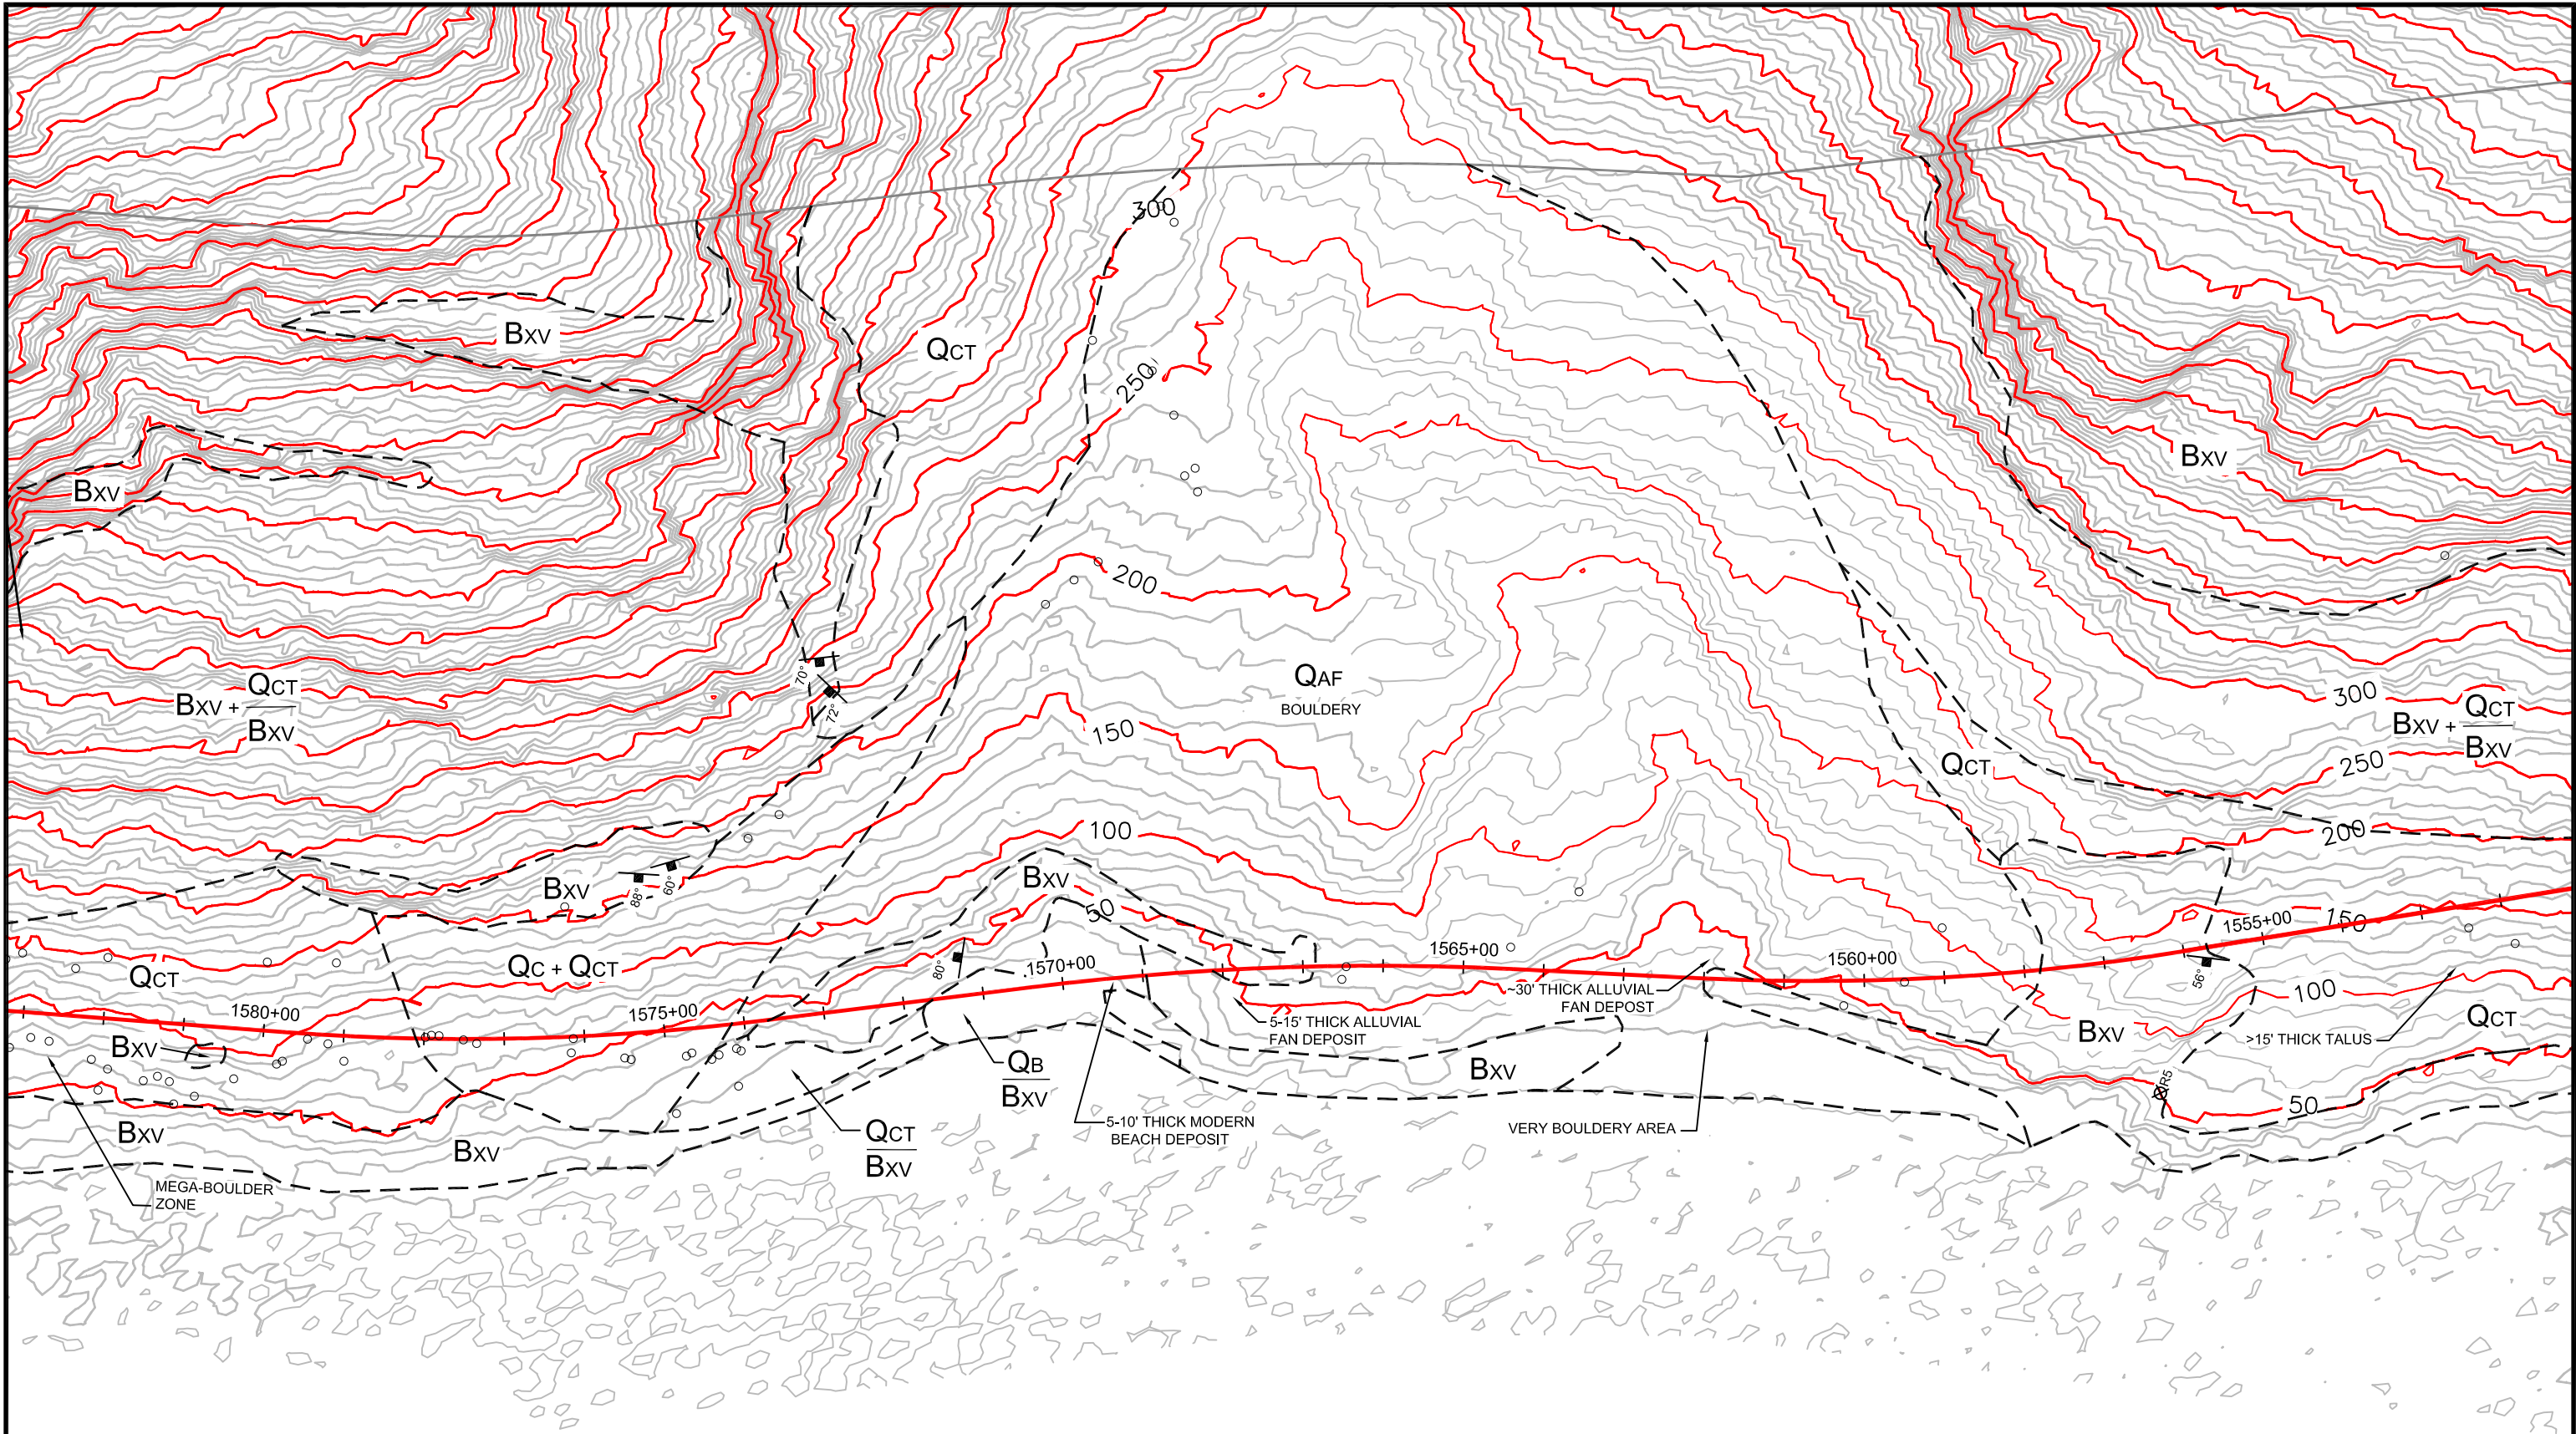 300
BXV
QCT
250
BXV
BXV
200
70°
72°
QAF
BOULDERY
QCT
BXV + 
BXV
150
300
QCT
BXV + 
BXV
250
QCT
200
100
BXV
BXV
88°
60°
50
80°
QCT
QC + QCT
1580+00
1575+00
1570+00
1565+00
1560+00
1555+00
150
56°
100
~30' THICK ALLUVIAL
FAN DEPOST
5-15' THICK ALLUVIAL
FAN DEPOSIT
BXV
BXV
>15' THICK TALUS
QCT
QB
BXV
BXV
R5
50
5-10' THICK MODERN
BEACH DEPOSIT
VERY BOULDERY AREA
QCT
BXV
BXV
BXV
MEGA-BOULDER
ZONE